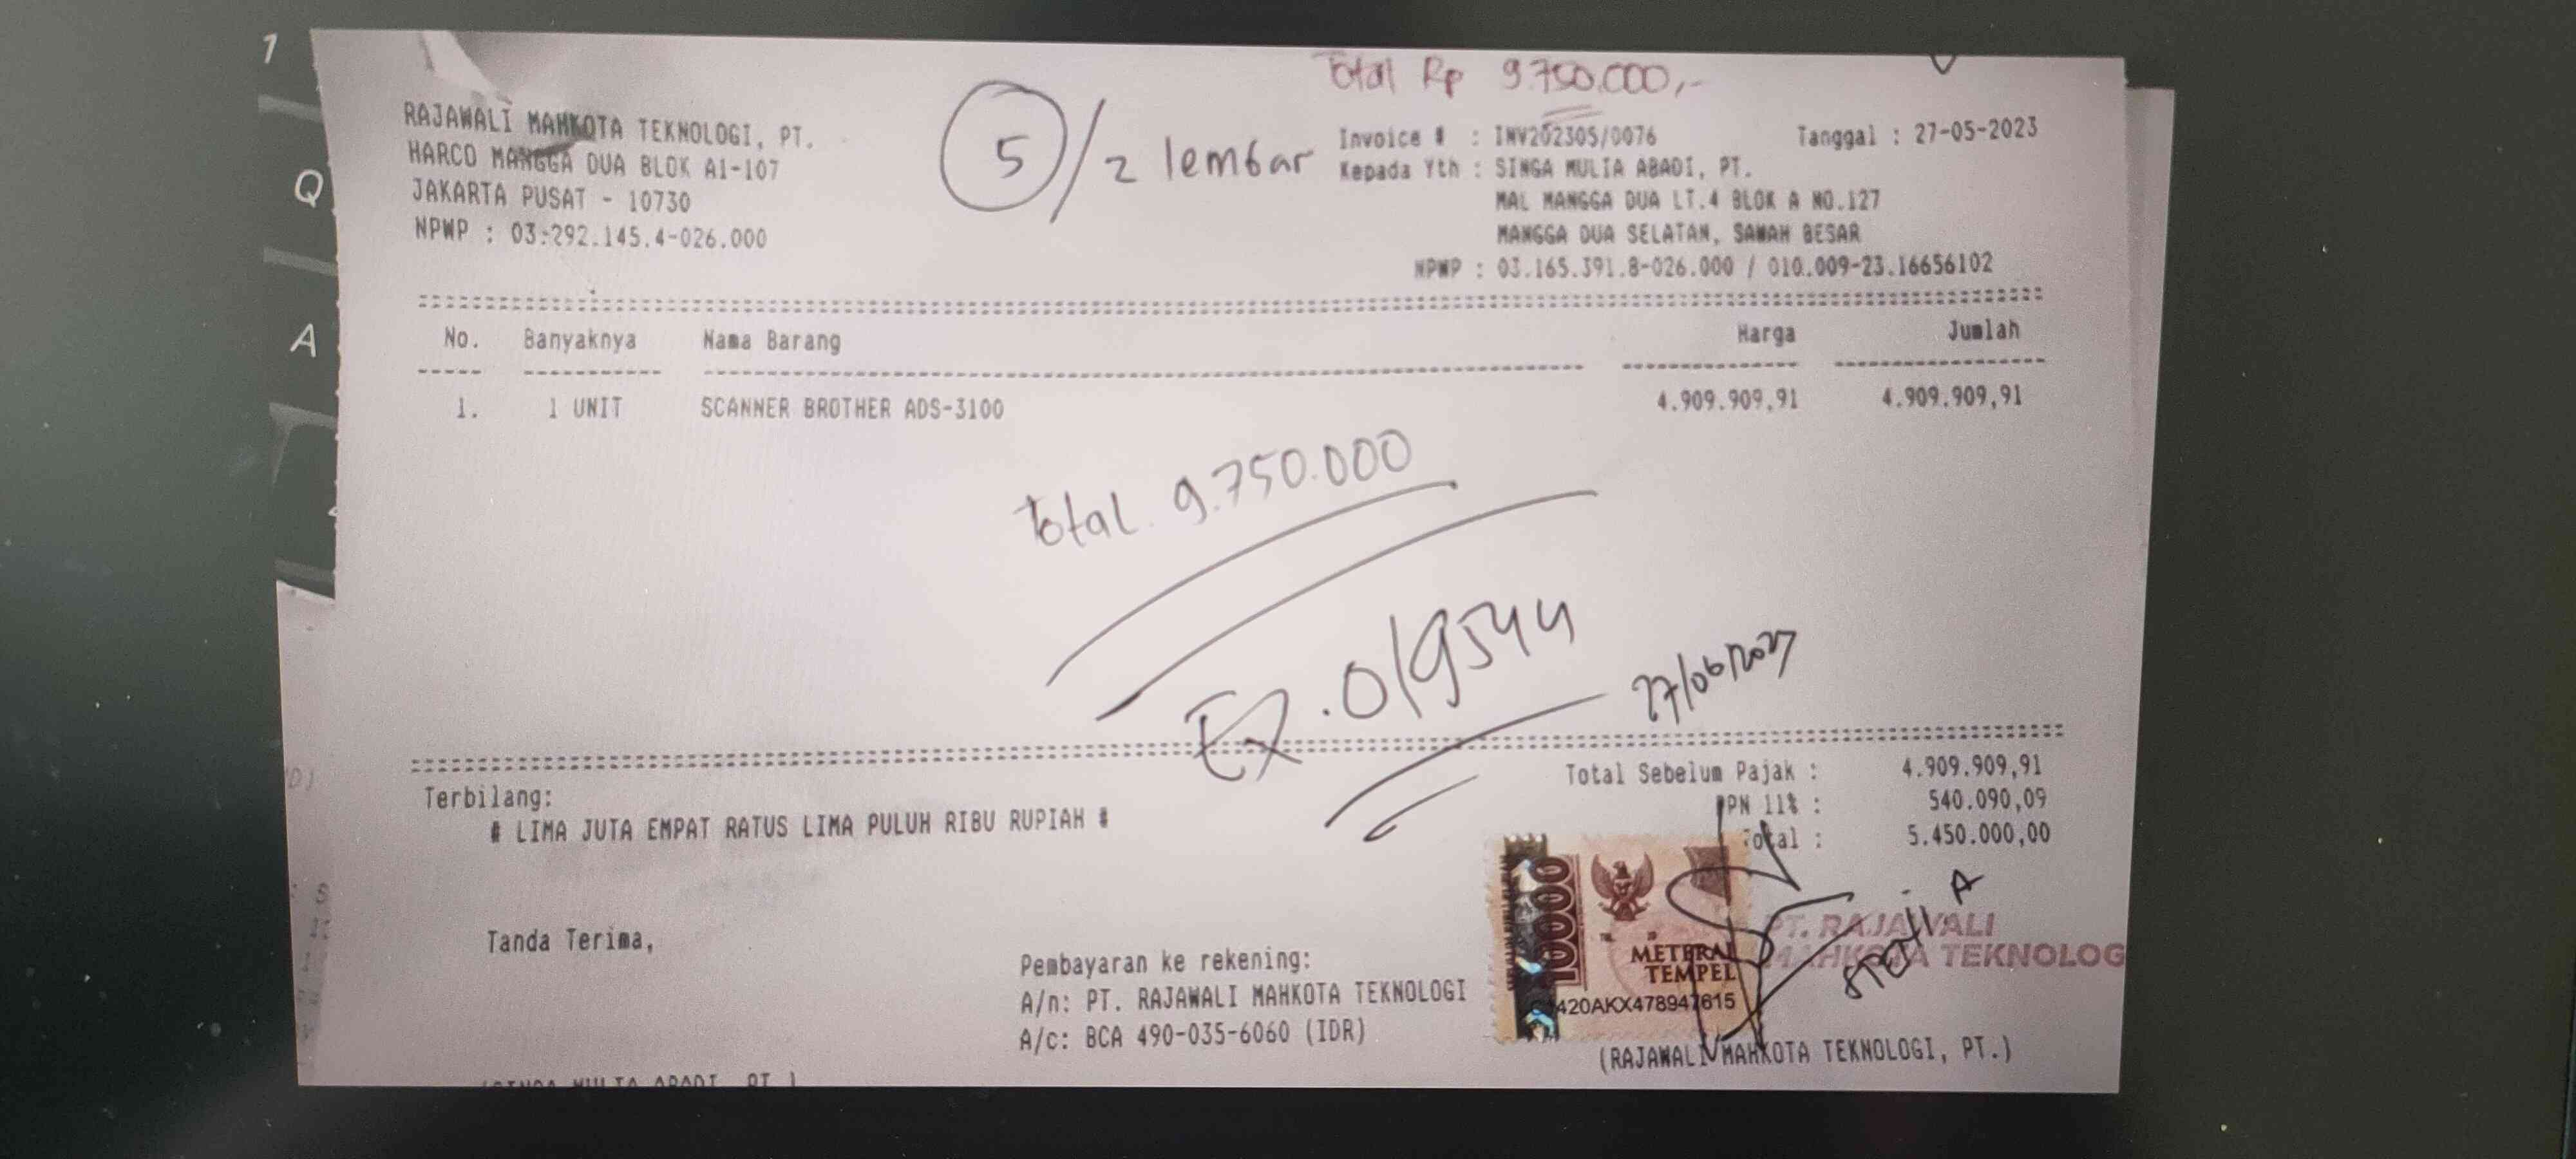 Total Rp 9.750.000,-
5 / 2 lembar
RAJAWALI MAHKOTA TEKNOLOGI, PT.
HARCO MANGGA DUA BLOK A1-107
JAKARTA PUSAT - 10730
NPWP : 03.292.145.4-026.000
Invoice # : INV202305/0076
Tanggal : 27-05-2023
Kepada Yth : SINGA MULIA ABADI, PT.
MAL MANGGA DUA LT.4 BLOK A NO.127
MANGGA DUA SELATAN, SAWAH BESAR
NPWP : 03.165.391.8-026.000 / 010.009-23.16656102
No. Banyaknya Nama Barang Harga Jumlah
1. 1 UNIT SCANNER BROTHER ADS-3100 4.909.909,91 4.909.909,91
Total 9.750.000
27/06/2023
Total Sebelum Pajak : 4.909.909,91
PPN 11% : 540.090,09
Total : 5.450.000,00
Terbilang:
# LIMA JUTA EMPAT RATUS LIMA PULUH RIBU RUPIAH #
Tanda Terima,
Pembayaran ke rekening:
A/n: PT. RAJAWALI MAHKOTA TEKNOLOGI
A/c: BCA 490-035-6060 (IDR)
10000
METERAI
TEMPEL
420AKX478947615
PT. RAJAWALI
MAHKOTA TEKNOLOG
(RAJAWALI MAHKOTA TEKNOLOGI, PT.)
(SINGA MULIA ABADI, PT.)
1
Q
A